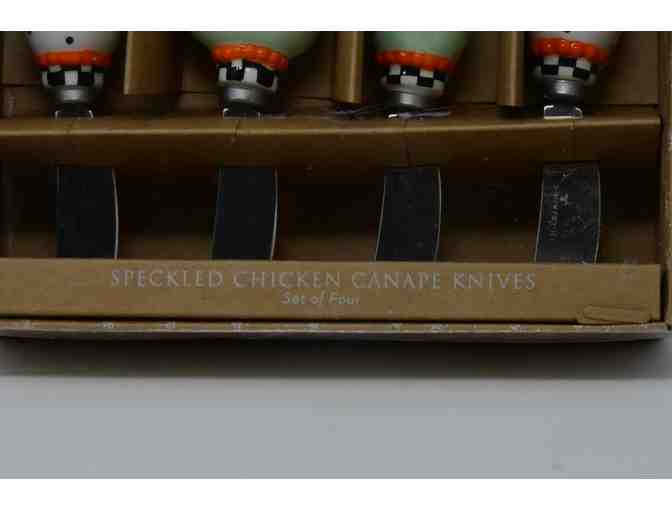 SPECKLED CHICKEN CANAPE KNIVES
Set of Four